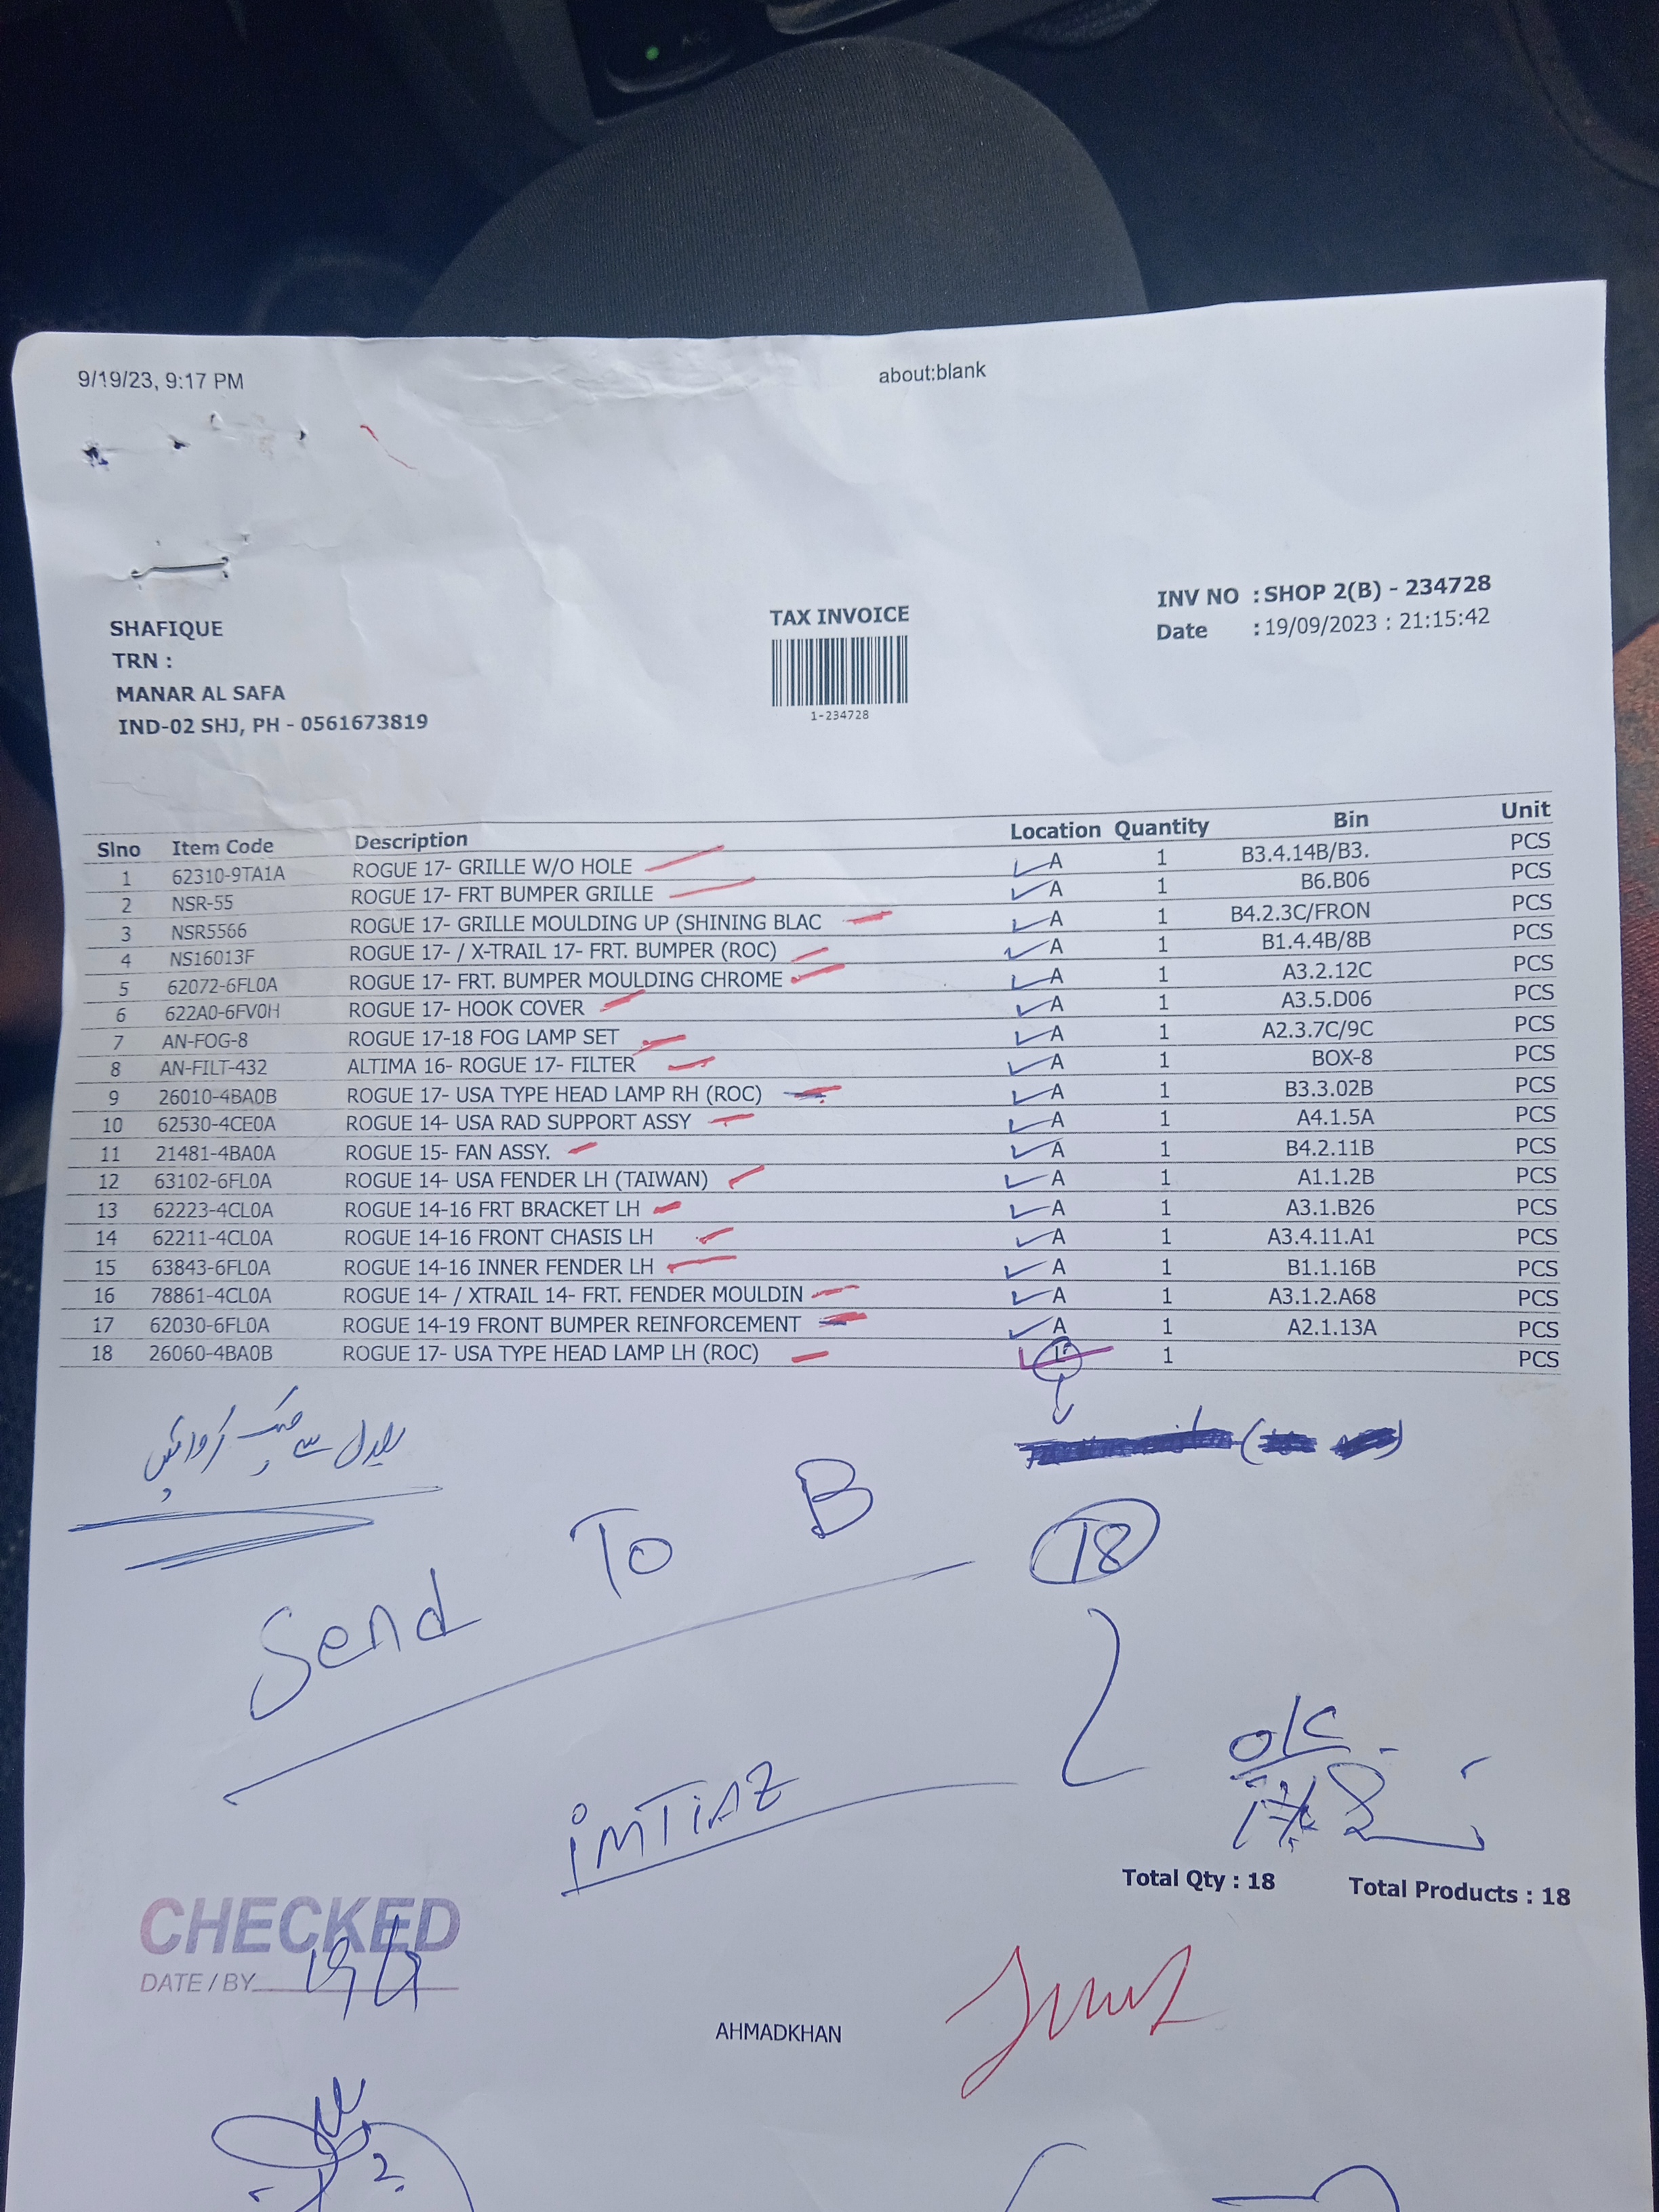 9/19/23, 9:17 PM about:blank
SHAFIQUE
TRN :
MANAR AL SAFA
IND-02 SHJ, PH - 0561673819
TAX INVOICE
1-234728
INV NO : SHOP 2(B) - 234728
Date : 19/09/2023 : 21:15:42
Slno Item Code Description Location Quantity Bin Unit
1 62310-9TA1A ROGUE 17- GRILLE W/O HOLE A 1 B3.4.14B/B3. PCS
2 NSR-55 ROGUE 17- FRT BUMPER GRILLE A 1 B6.B06 PCS
3 NSR5566 ROGUE 17- GRILLE MOULDING UP (SHINING BLAC A 1 B4.2.3C/FRON PCS
4 NS16013F ROGUE 17- / X-TRAIL 17- FRT. BUMPER (ROC) A 1 B1.4.4B/8B PCS
5 62072-6FL0A ROGUE 17- FRT. BUMPER MOULDING CHROME A 1 A3.2.12C PCS
6 622A0-6FV0H ROGUE 17- HOOK COVER A 1 A3.5.D06 PCS
7 AN-FOG-8 ROGUE 17-18 FOG LAMP SET A 1 A2.3.7C/9C PCS
8 AN-FILT-432 ALTIMA 16- ROGUE 17- FILTER A 1 BOX-8 PCS
9 26010-4BA0B ROGUE 17- USA TYPE HEAD LAMP RH (ROC) A 1 B3.3.02B PCS
10 62530-4CE0A ROGUE 14- USA RAD SUPPORT ASSY A 1 A4.1.5A PCS
11 21481-4BA0A ROGUE 15- FAN ASSY. A 1 B4.2.11B PCS
12 63102-6FL0A ROGUE 14- USA FENDER LH (TAIWAN) A 1 A1.1.2B PCS
13 62223-4CL0A ROGUE 14-16 FRT BRACKET LH A 1 A3.1.B26 PCS
14 62211-4CL0A ROGUE 14-16 FRONT CHASIS LH A 1 A3.4.11.A1 PCS
15 63843-6FL0A ROGUE 14-16 INNER FENDER LH A 1 B1.1.16B PCS
16 78861-4CL0A ROGUE 14- / XTRAIL 14- FRT. FENDER MOULDIN A 1 A3.1.2.A68 PCS
17 62030-6FL0A ROGUE 14-19 FRONT BUMPER REINFORCEMENT A 1 A2.1.13A PCS
18 26060-4BA0B ROGUE 17- USA TYPE HEAD LAMP LH (ROC) 1 PCS
Send To B
18
iMTiAZ
OK
Total Qty : 18 Total Products : 18
CHECKED
DATE / BY 19/9
AHMADKHAN